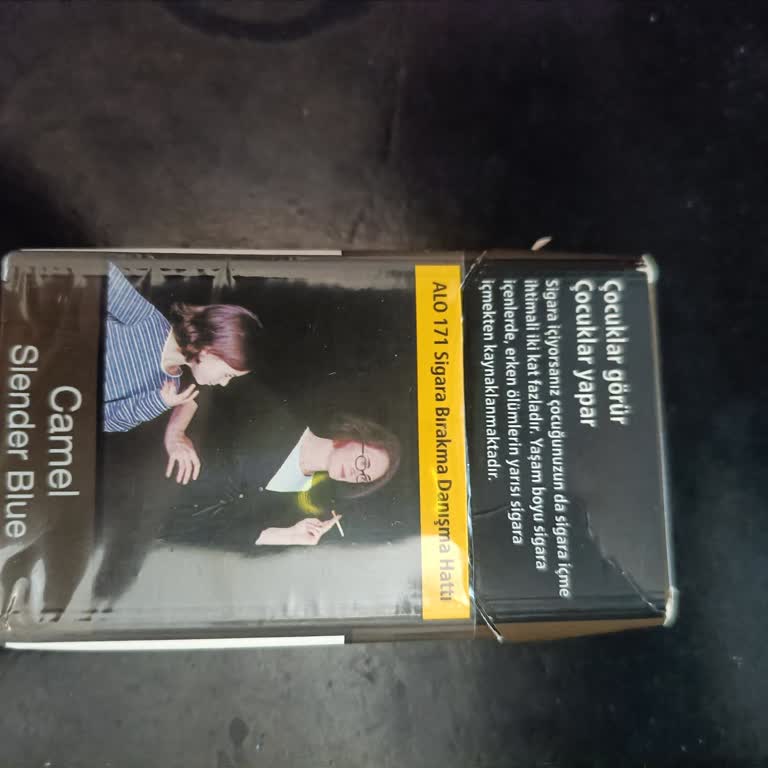 Çocuklar görür
Çocuklar yapar
Sigara içiyorsanız çocuğunuzun da sigara içme
ihtimali iki kat fazladır. Yaşam boyu sigara
içenlerde, erken ölümlerin yarısı sigara
içmekten kaynaklanmaktadır.
ALO 171 Sigara Bırakma Danışma Hattı
Camel
Slender Blue